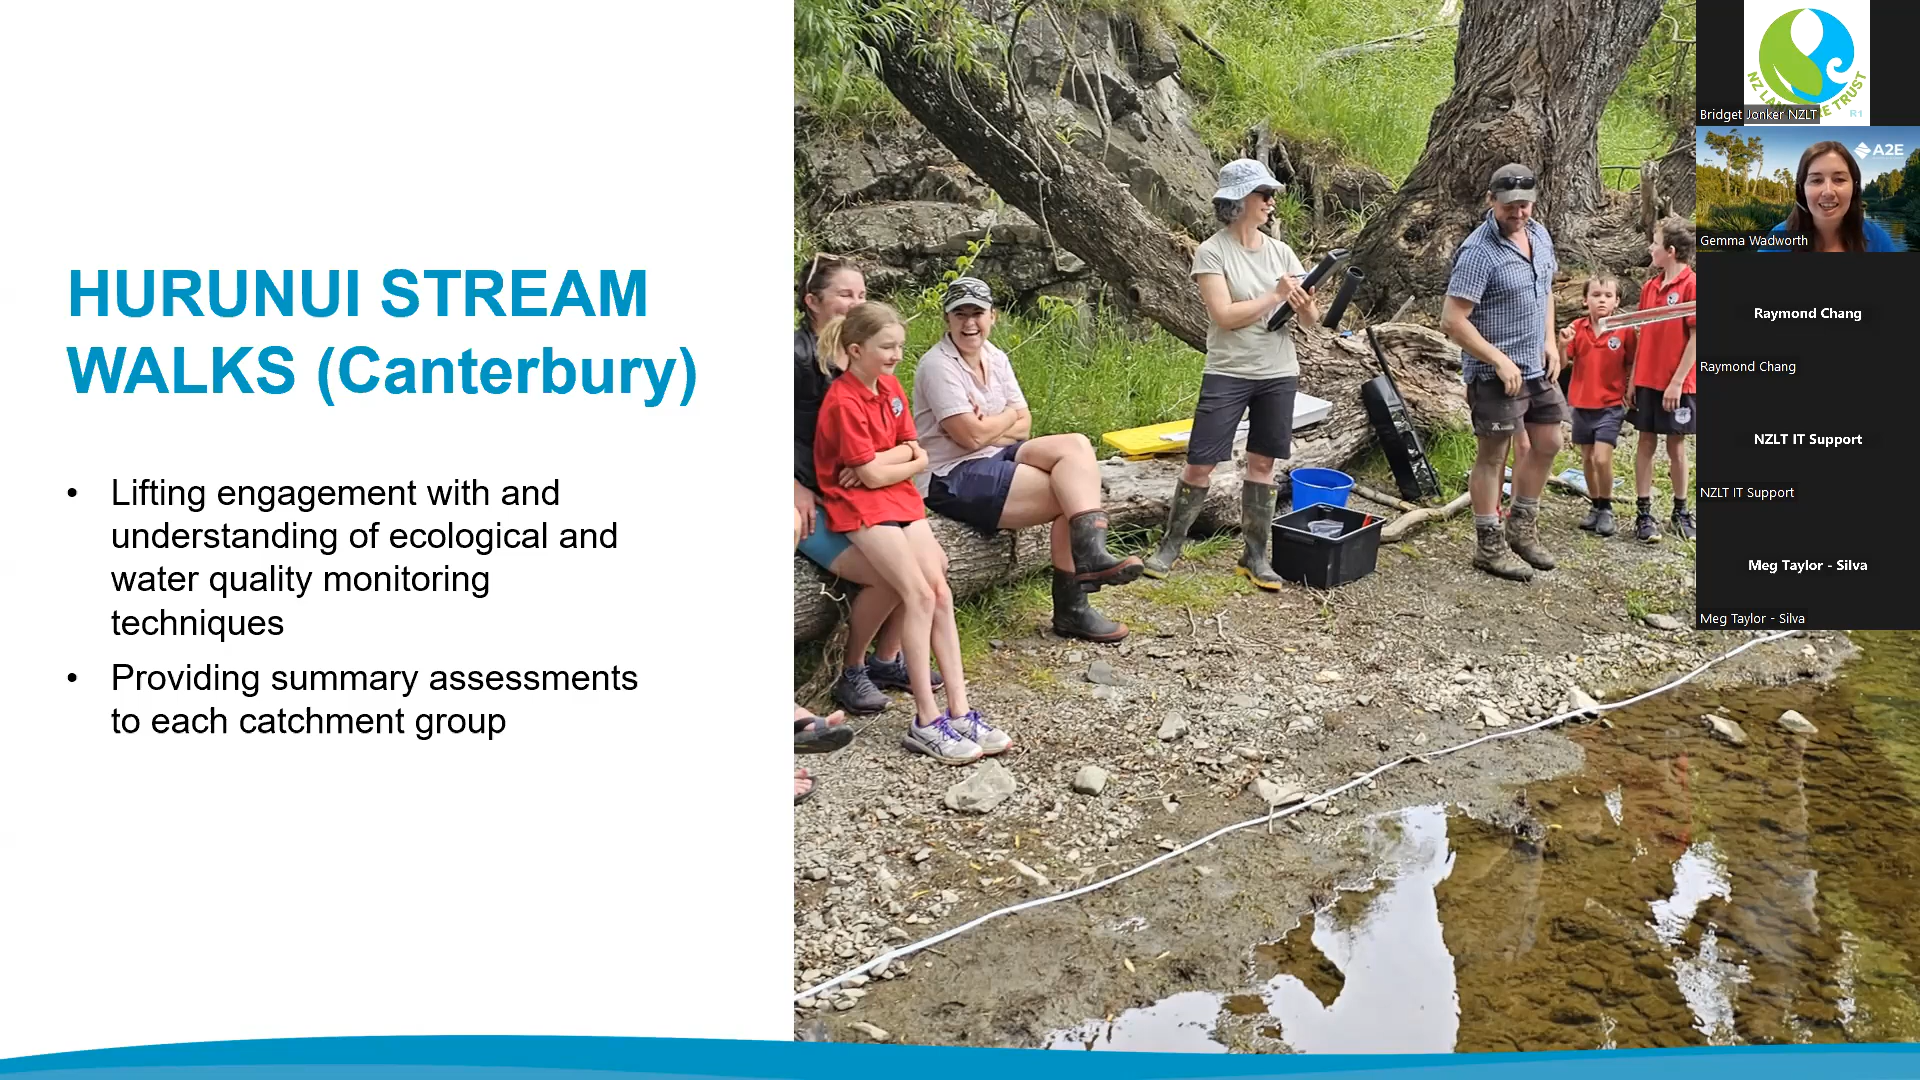 HURUNUI STREAM
WALKS (Canterbury)
• Lifting engagement with and
understanding of ecological and
water quality monitoring
techniques
• Providing summary assessments
to each catchment group
Bridget Jonker NZLT
A2E
Gemma Wadworth
Raymond Chang
Raymond Chang
NZLT IT Support
NZLT IT Support
Meg Taylor - Silva
Meg Taylor - Silva